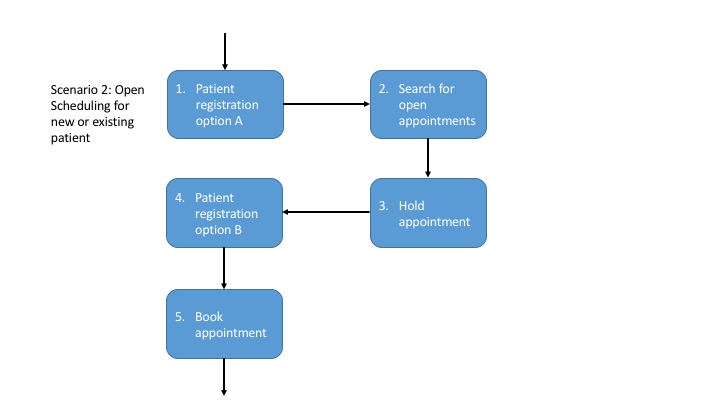 Scenario 2: Open
Scheduling for
new or existing
patient
1. Patient
registration
option A
2. Search for
open
appointments
3. Hold
appointment
4. Patient
registration
option B
5. Book
appointment